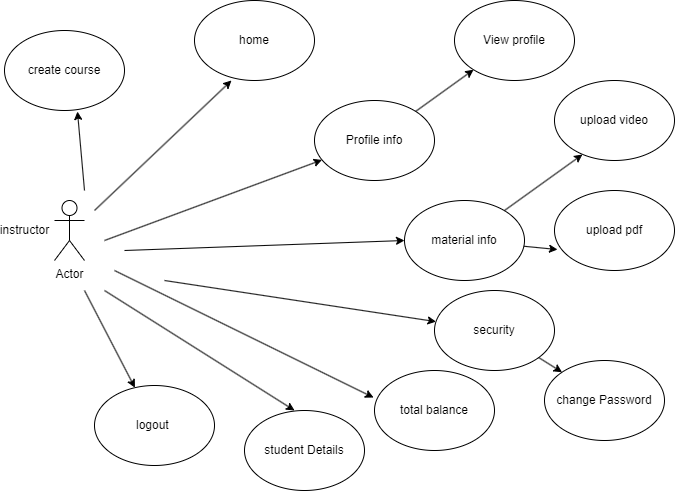 home
View profile
create course
upload video
Profile info
instructor
upload pdf
material info
Actor
security
change Password
total balance
logout
student Details